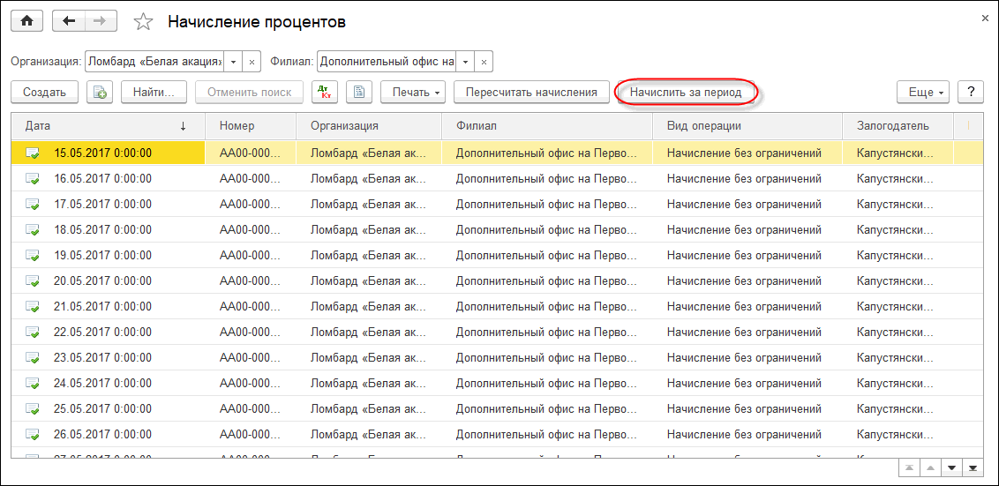 Начисление процентов
Организация: Ломбард «Белая акация» Филиал: Дополнительный офис на
Создать Найти... Отменить поиск Дт Кт Печать Пересчитать начисления Начислить за период Еще ?
Дата Номер Организация Филиал Вид операции Залогодатель
15.05.2017 0:00:00 АА00-000... Ломбард «Белая ак... Дополнительный офис на Перво... Начисление без ограничений Капустянски...
16.05.2017 0:00:00 АА00-000... Ломбард «Белая ак... Дополнительный офис на Перво... Начисление без ограничений Капустянски...
17.05.2017 0:00:00 АА00-000... Ломбард «Белая ак... Дополнительный офис на Перво... Начисление без ограничений Капустянски...
18.05.2017 0:00:00 АА00-000... Ломбард «Белая ак... Дополнительный офис на Перво... Начисление без ограничений Капустянски...
19.05.2017 0:00:00 АА00-000... Ломбард «Белая ак... Дополнительный офис на Перво... Начисление без ограничений Капустянски...
20.05.2017 0:00:00 АА00-000... Ломбард «Белая ак... Дополнительный офис на Перво... Начисление без ограничений Капустянски...
21.05.2017 0:00:00 АА00-000... Ломбард «Белая ак... Дополнительный офис на Перво... Начисление без ограничений Капустянски...
22.05.2017 0:00:00 АА00-000... Ломбард «Белая ак... Дополнительный офис на Перво... Начисление без ограничений Капустянски...
23.05.2017 0:00:00 АА00-000... Ломбард «Белая ак... Дополнительный офис на Перво... Начисление без ограничений Капустянски...
24.05.2017 0:00:00 АА00-000... Ломбард «Белая ак... Дополнительный офис на Перво... Начисление без ограничений Капустянски...
25.05.2017 0:00:00 АА00-000... Ломбард «Белая ак... Дополнительный офис на Перво... Начисление без ограничений Капустянски...
26.05.2017 0:00:00 АА00-000... Ломбард «Белая ак... Дополнительный офис на Перво... Начисление без ограничений Капустянски...